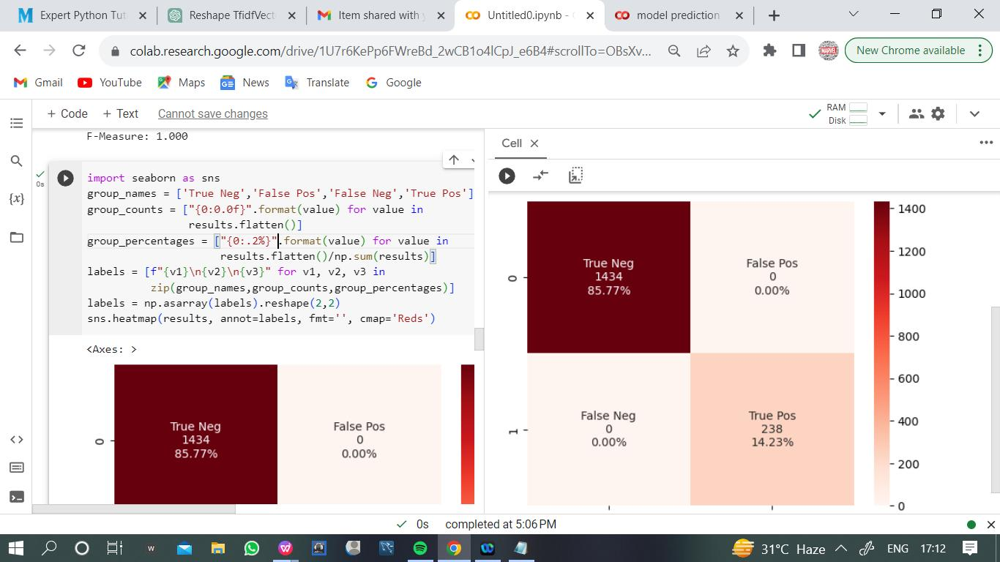 Expert Python Tut
Reshape TfidfVect
Item shared with
Untitled0.ipynb -
model prediction
colab.research.google.com/drive/1U7r6KePp6FWreBd_2wCB1o4lCpJ_e6B4#scrollTo=OBsXv...
MARVEL
New Chrome available
Gmail
YouTube
Maps
News
Translate
Google
+ Code + Text Cannot save changes
RAM
Disk
F-Measure: 1.000
0s
import seaborn as sns
group_names = ['True Neg','False Pos','False Neg','True Pos']
group_counts = ["{0:0.0f}".format(value) for value in
results.flatten()]
group_percentages = ["{0:.2%}".format(value) for value in
results.flatten()/np.sum(results)]
labels = [f"{v1}\n{v2}\n{v3}" for v1, v2, v3 in
zip(group_names,group_counts,group_percentages)]
labels = np.asarray(labels).reshape(2,2)
sns.heatmap(results, annot=labels, fmt='', cmap='Reds')
<Axes: >
0
True Neg
1434
85.77%
False Pos
0
0.00%
{x}
Cell
0
True Neg
1434
85.77%
False Pos
0
0.00%
1
False Neg
0
0.00%
True Pos
238
14.23%
1400
1200
1000
800
600
400
200
0
0s completed at 5:06 PM
31°C Haze
ENG
17:12